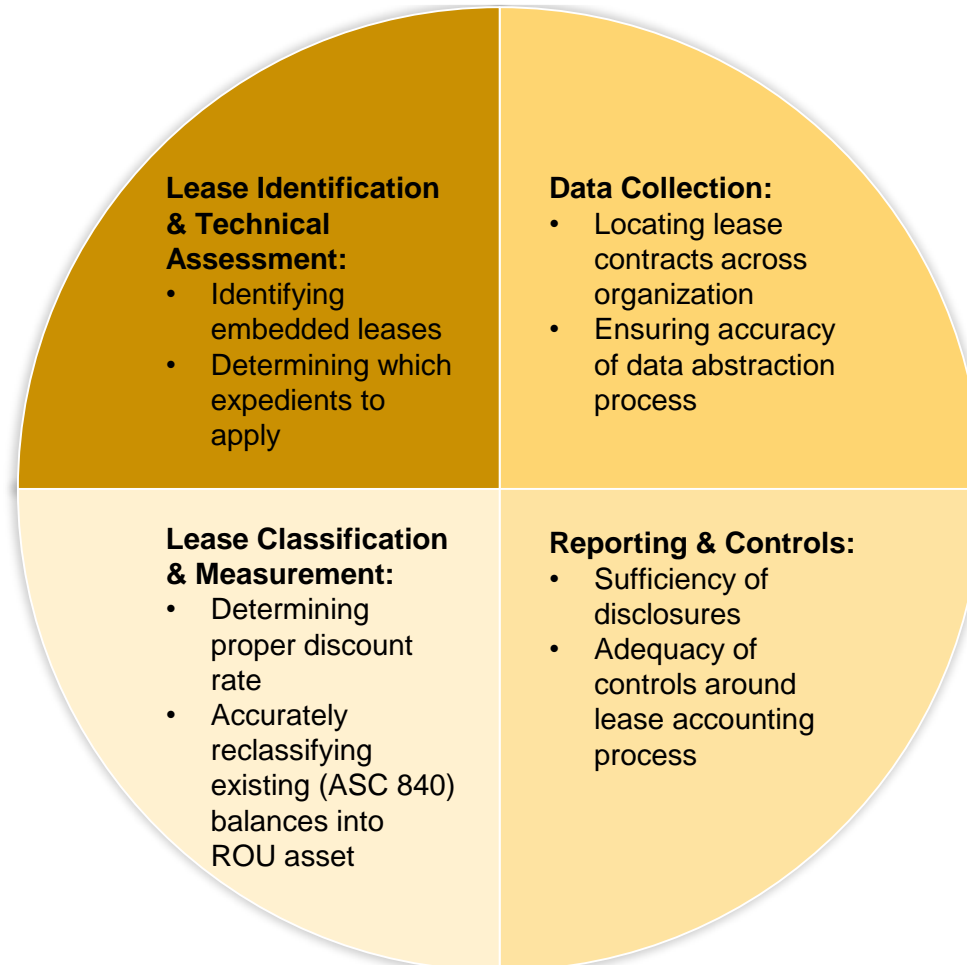 Lease Identification
& Technical
Assessment:
• Identifying
embedded leases
• Determining which
expedients to
apply
Data Collection:
• Locating lease
contracts across
organization
• Ensuring accuracy
of data abstraction
process
Lease Classification
& Measurement:
• Determining
proper discount
rate
• Accurately
reclassifying
existing (ASC 840)
balances into
ROU asset
Reporting & Controls:
• Sufficiency of
disclosures
• Adequacy of
controls around
lease accounting
process